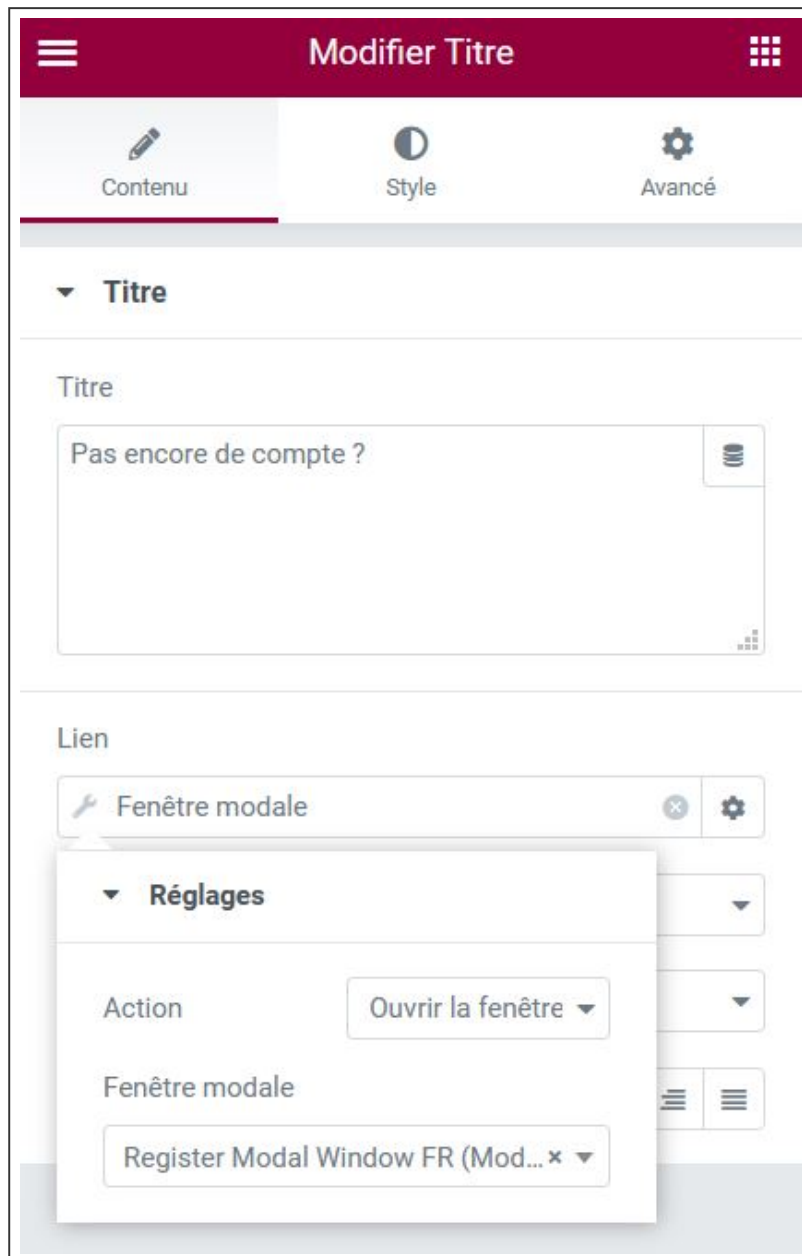 Modifier Titre
Contenu
Style
Avancé
Titre
Titre
Pas encore de compte ?
Lien
Fenêtre modale
Réglages
Action
Ouvrir la fenêtre
Fenêtre modale
Register Modal Window FR (Mod...